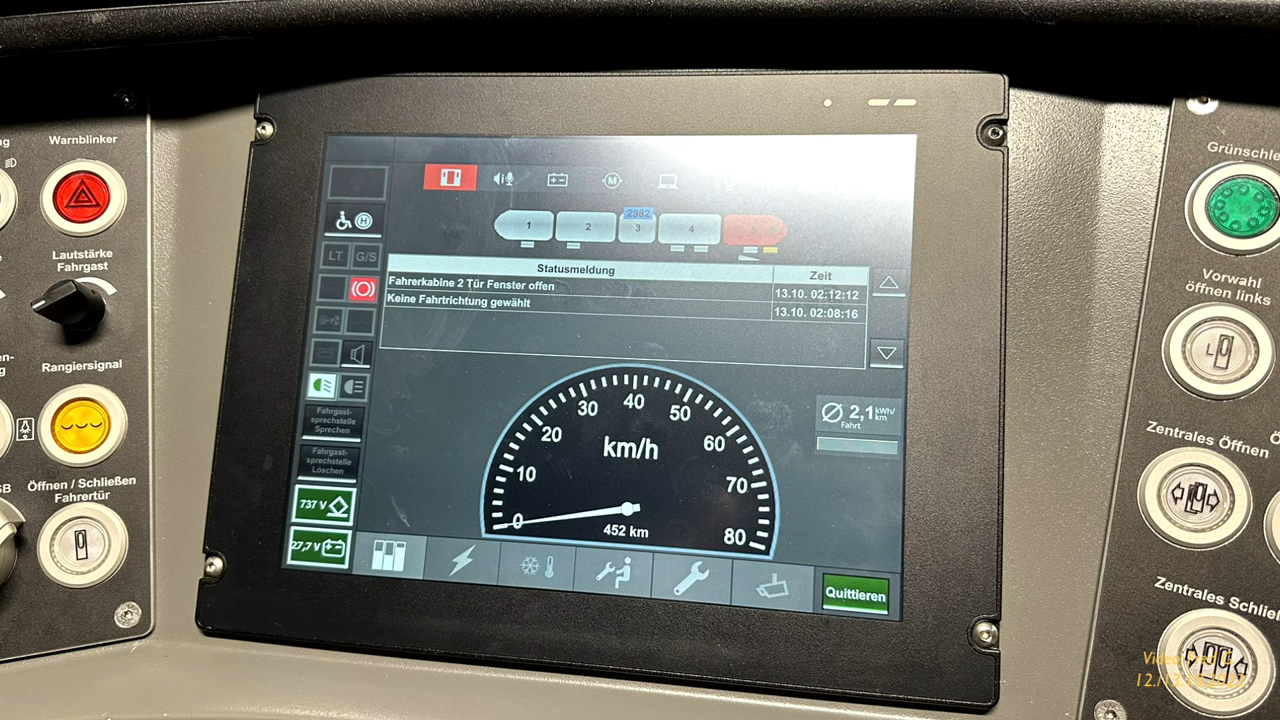 Warnblinker
Lautstärke
Fahrgast
Rangiersignal
Öffnen / Schließen
Fahrertür
LT
G/S
Fahrgast-
sprechstelle
Sprechen
Fahrgast-
sprechstelle
Löschen
737 V
27,7 V
M
2982
1
2
3
4
Statusmeldung
Zeit
Fahrerkabine 2 Tür Fenster offen
13.10. 02:12:12
Keine Fahrtrichtung gewählt
13.10. 02:08:16
0
10
20
30
40
50
60
70
80
km/h
452 km
Ø 2,1 kWh/km
Fahrt
Quittieren
Vorwahl
öffnen links
L
Zentrales Öffnen